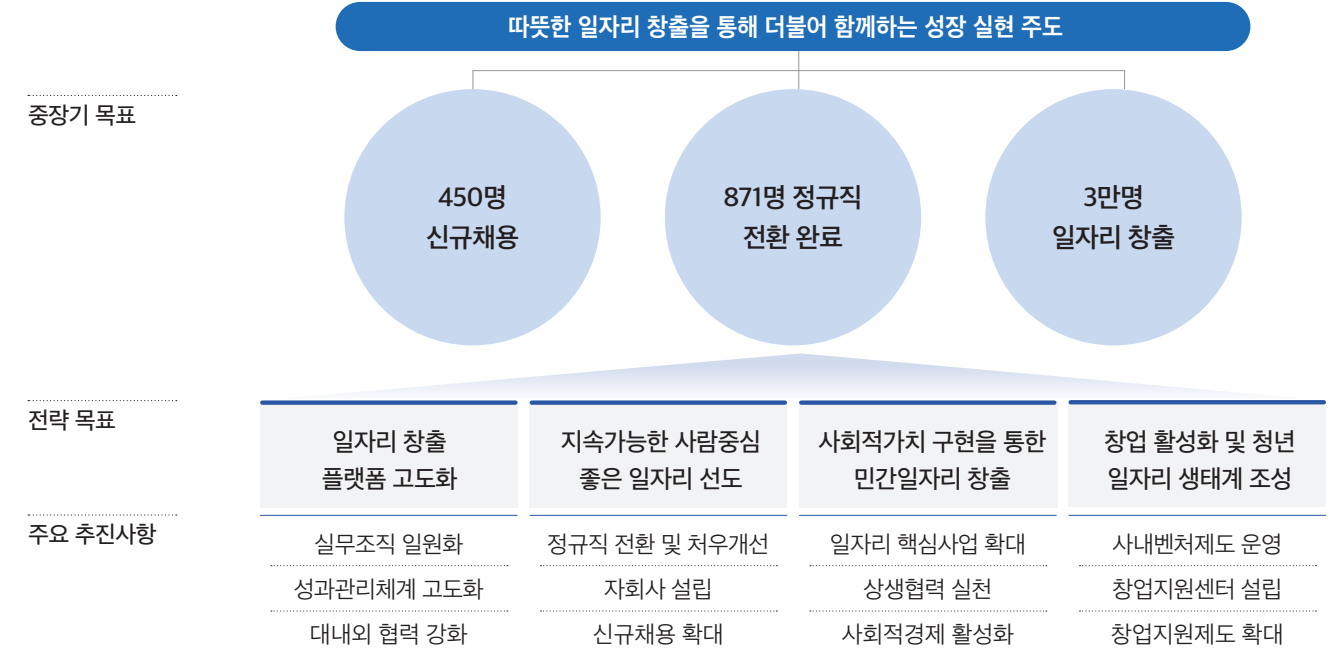 따뜻한 일자리 창출을 통해 더불어 함께하는 성장 실현 주도
중장기 목표
450명
신규채용
871명 정규직
전환 완료
3만명
일자리 창출
전략 목표
일자리 창출
플랫폼 고도화
지속가능한 사람중심
좋은 일자리 선도
사회적가치 구현을 통한
민간일자리 창출
창업 활성화 및 청년
일자리 생태계 조성
주요 추진사항
실무조직 일원화
정규직 전환 및 처우개선
일자리 핵심사업 확대
사내벤처제도 운영
성과관리체계 고도화
자회사 설립
상생협력 실천
창업지원센터 설립
대내외 협력 강화
신규채용 확대
사회적경제 활성화
창업지원제도 확대